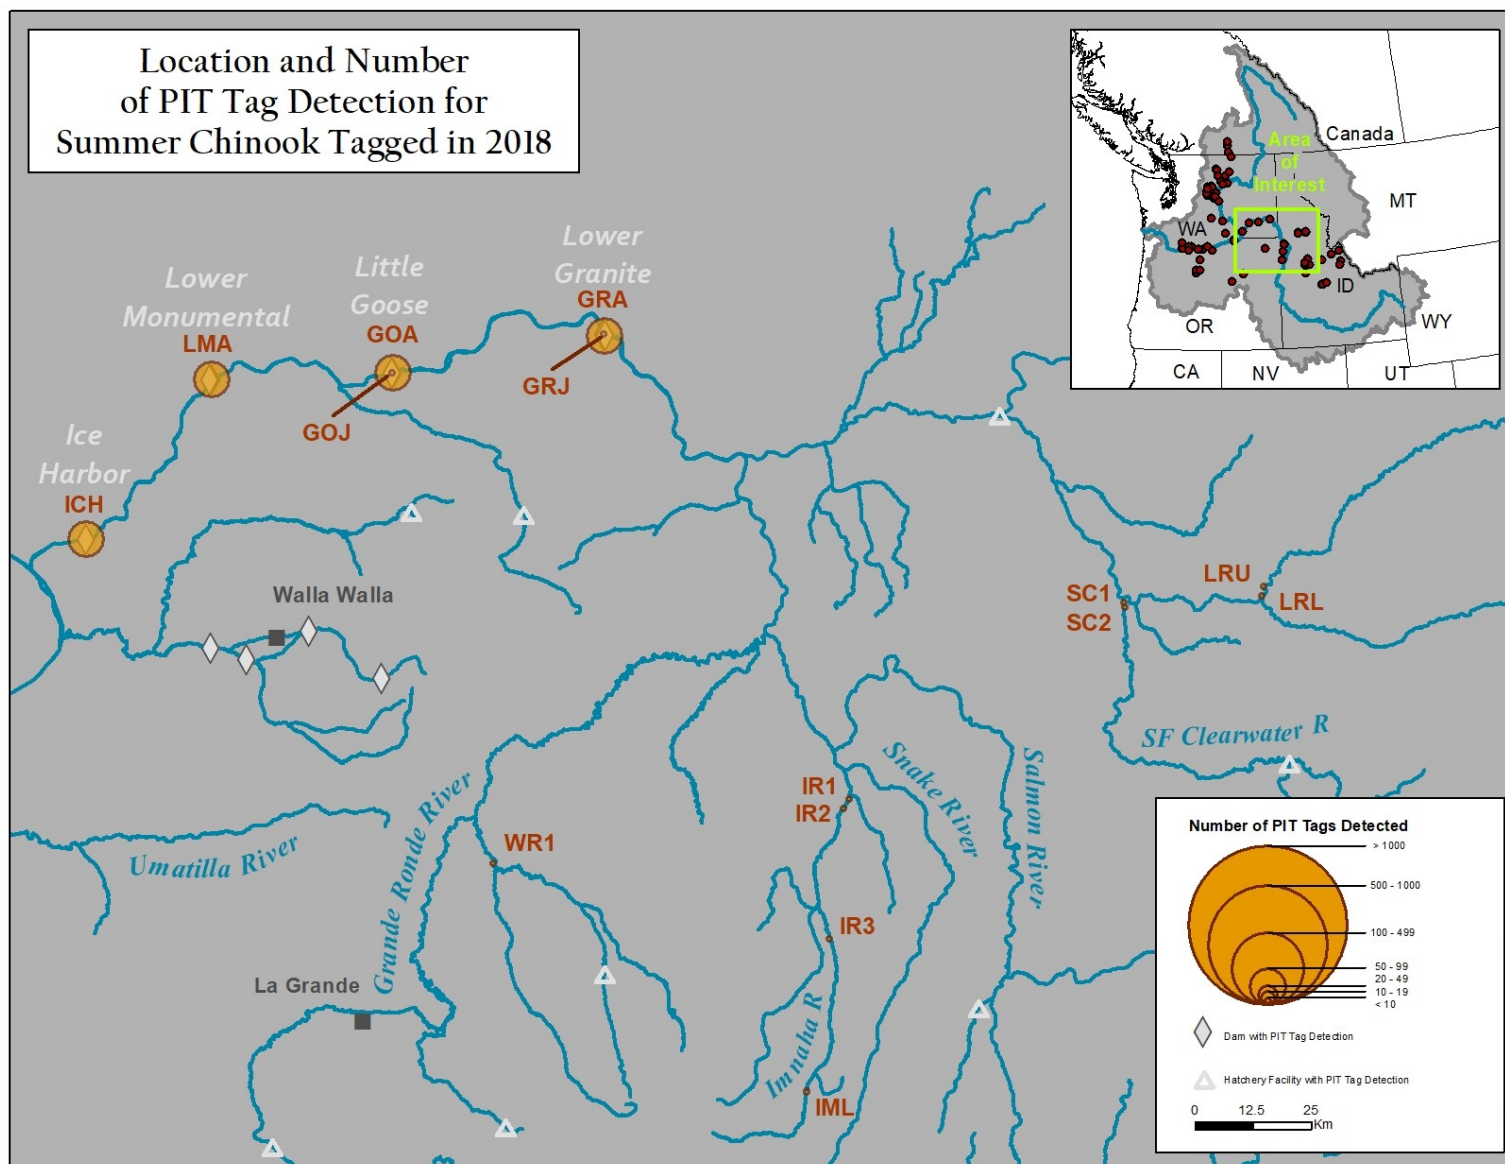 Location and Number
of PIT Tag Detection for
Summer Chinook Tagged in 2018
Canada
Area
of
Interest
MT
WA
ID
OR
WY
CA
NV
UT
Lower
Granite
GRA
Little
Goose
GOA
Lower
Monumental
LMA
GRJ
GOJ
Ice
Harbor
ICH
Walla Walla
SC1
SC2
LRU
LRL
SF Clearwater R
IR1
IR2
Snake River
Salmon River
Grande Ronde River
WR1
Umatilla River
IR3
La Grande
Imnaha R
IML
Number of PIT Tags Detected
> 1000
500 - 1000
100 - 499
50 - 99
20 - 49
10 - 19
< 10
Dam with PIT Tag Detection
Hatchery Facility with PIT Tag Detection
0 12.5 25
Km